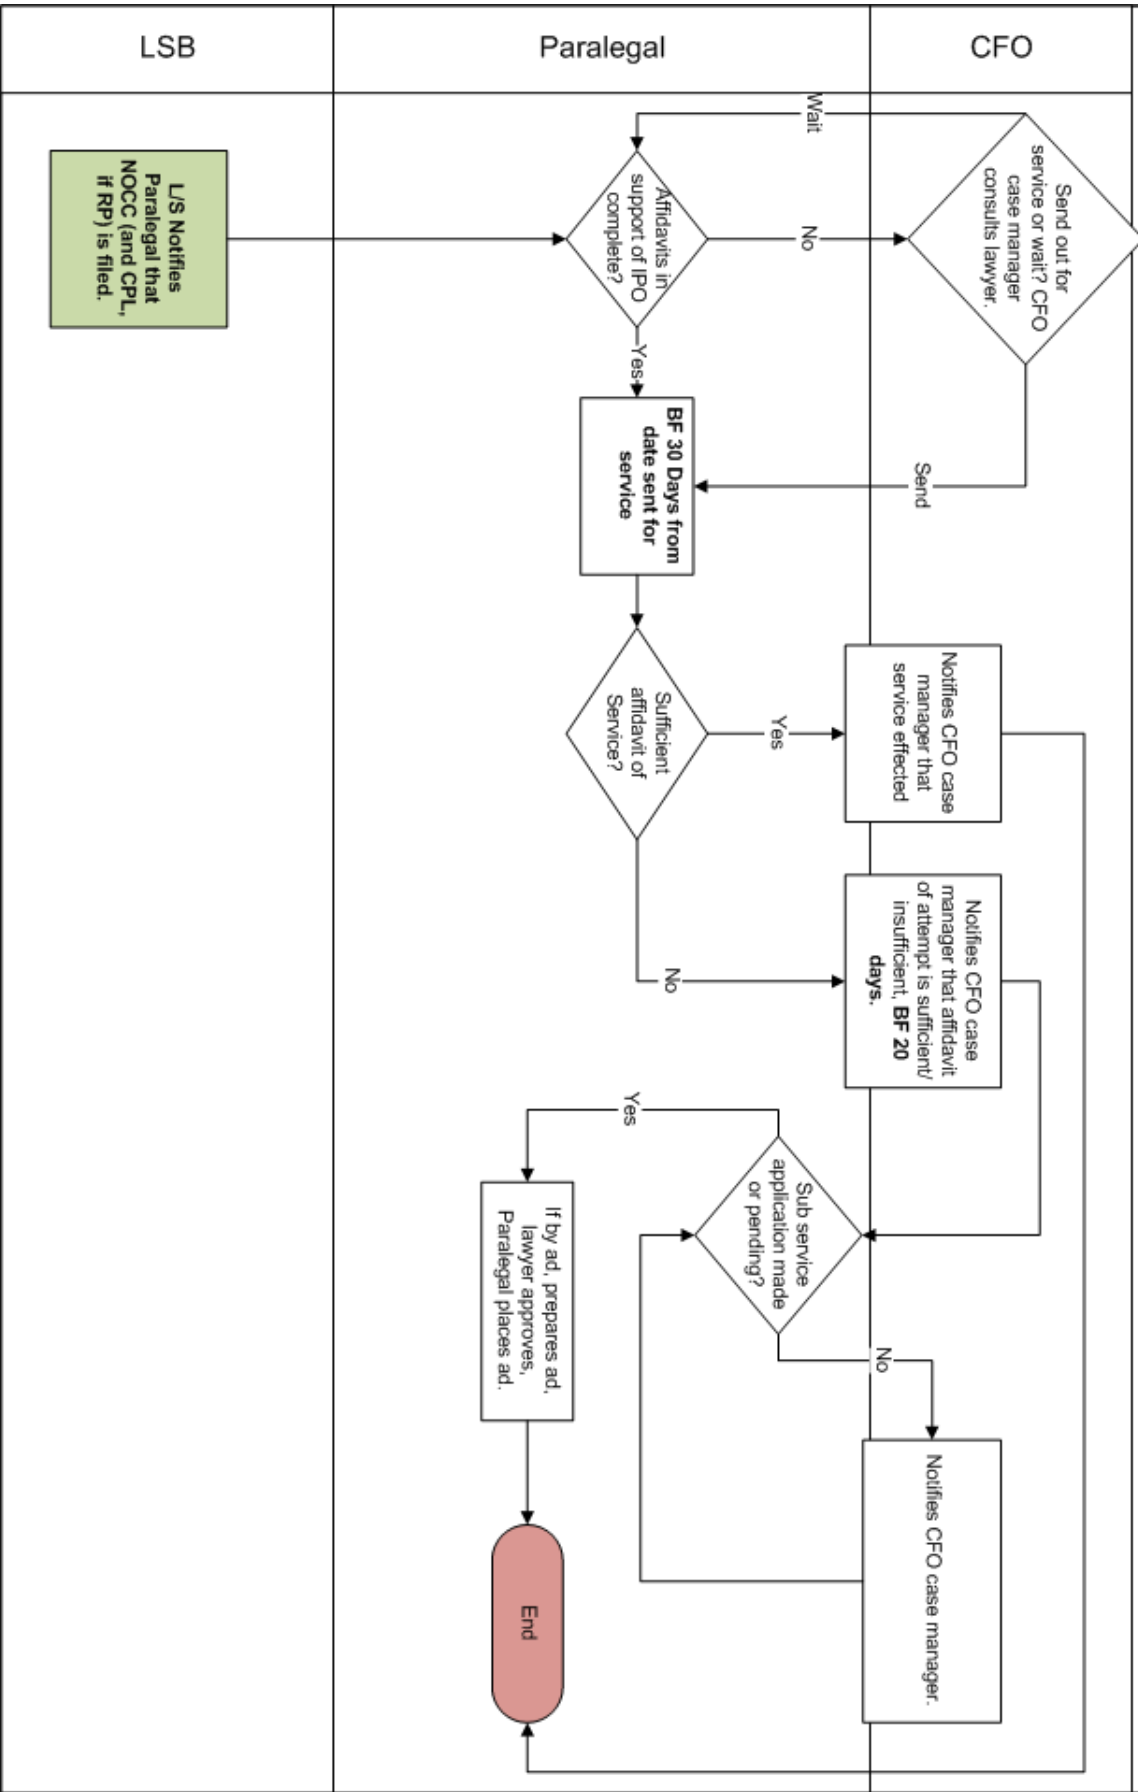 LSB
Paralegal
CFO
L/S Notifies
Paralegal that
NOCC (and CPL,
if RP) is filed.
Affidavits in
support of IPO
complete?
No
Send out for
service or wait? CFO
case manager
consults lawyer.
Wait
Yes
Send
BF 30 Days from
date sent for
service
Sufficient
affidavit of
Service?
Yes
Notifies CFO case
manager that
service effected
No
Notifies CFO case
manager that affidavit
of attempt is sufficient/
insufficient, BF 20
days.
Sub service
application made
or pending?
Yes
If by ad, prepares ad,
lawyer approves,
Paralegal places ad.
No
Notifies CFO case manager.
End